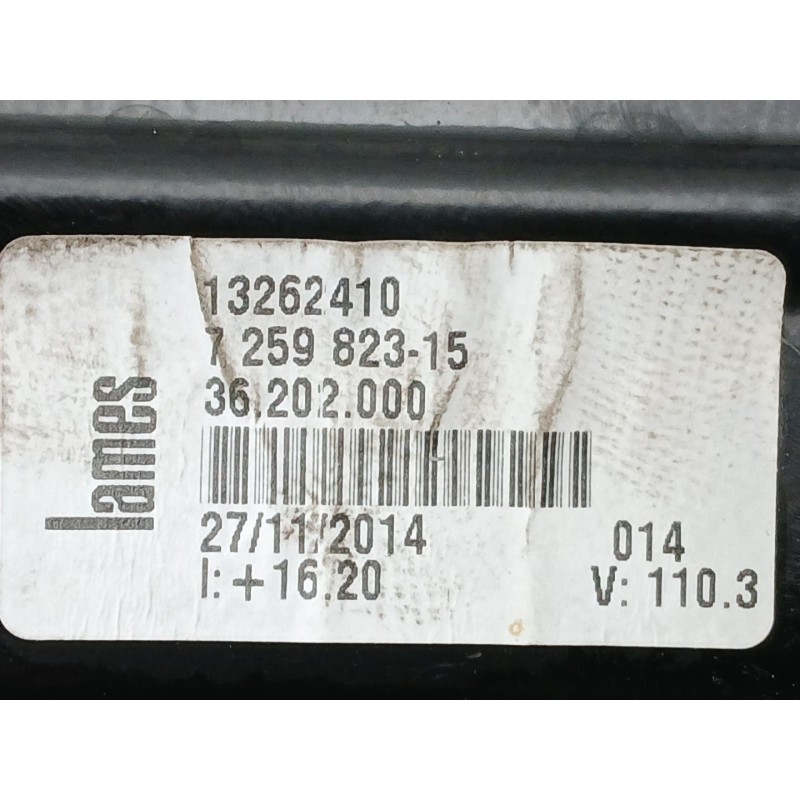 lames
13262410
7 259 823-15
36.202.000
27/11/2014 014
I: +16.20 V: 110.3